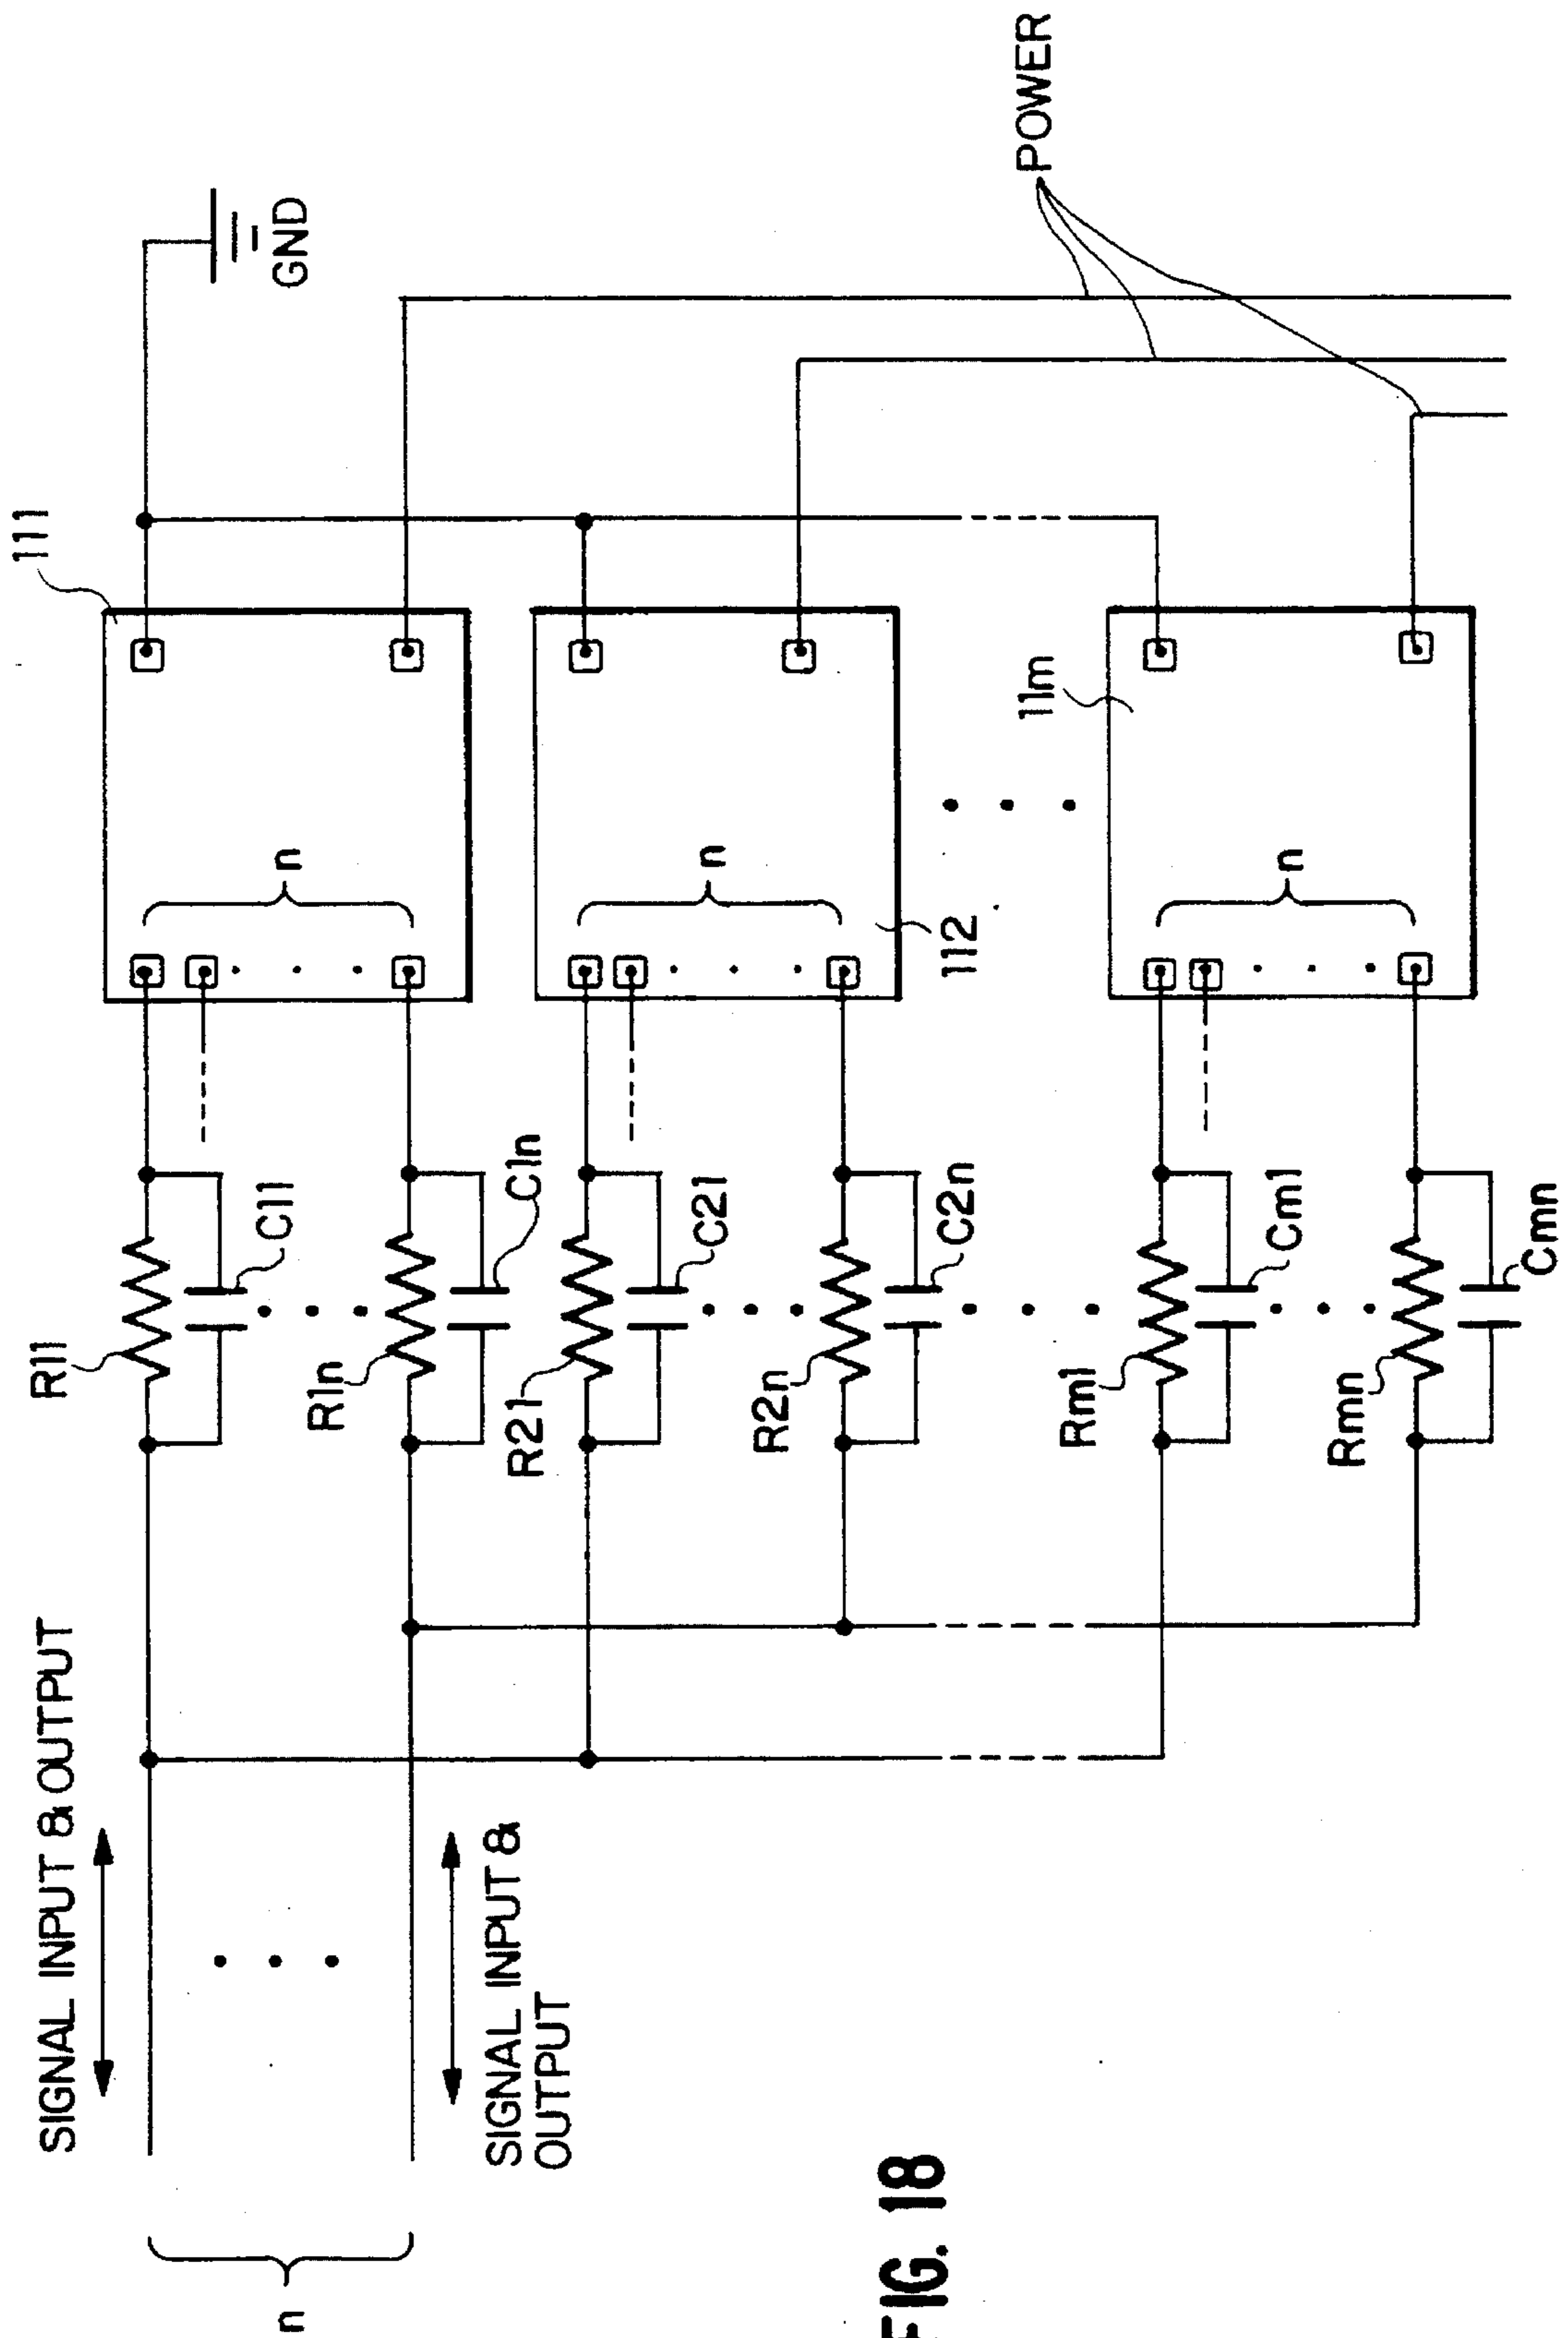 SIGNAL INPUT & OUTPUT
SIGNAL INPUT &
OUTPUT
n
R11
C11
R1n
C1n
R21
C21
R2n
C2n
Rm1
Cm1
Rmn
Cmn
n
111
n
112
n
11m
GND
POWER
FIG. 18